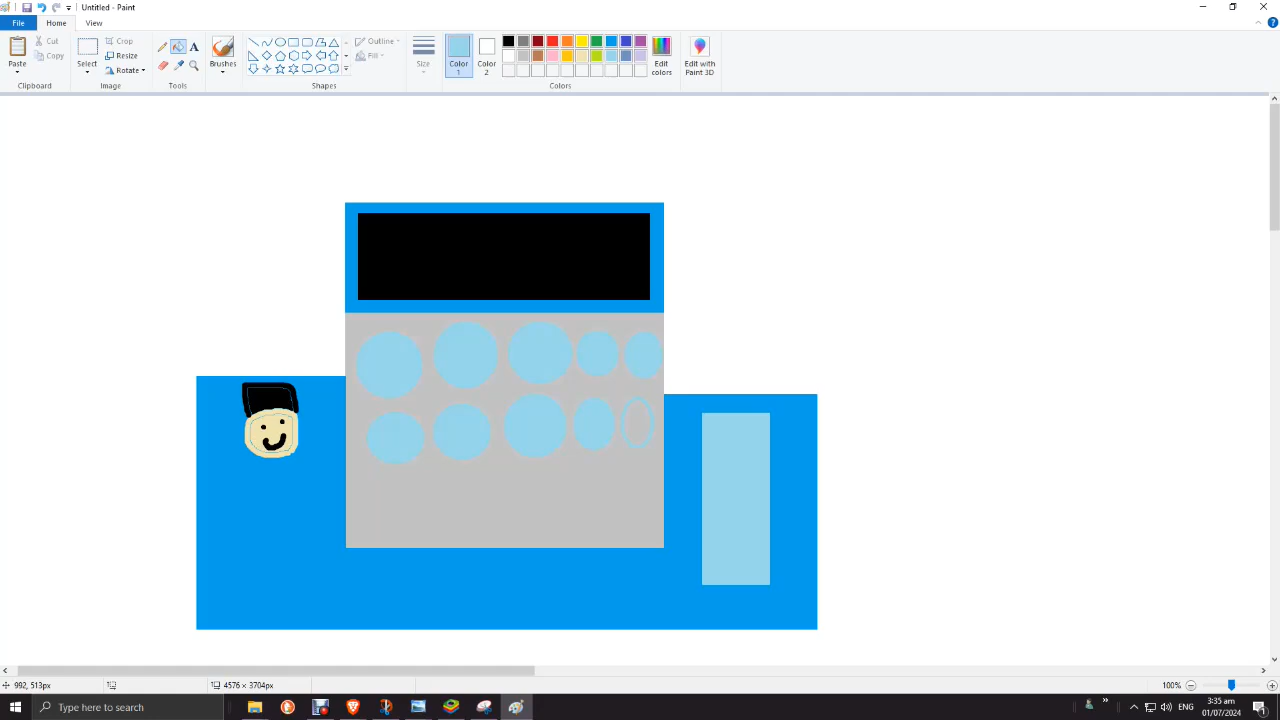 Untitled - Paint
File Home View
Paste
Cut
Copy
Clipboard
Select
Crop
Resize
Rotate
Image
A
Tools
Brushes
Outline
Fill
Shapes
Size
Color 1
Color 2
Edit colors
Colors
Edit with Paint 3D
992, 513px
4576 × 3704px
100%
Type here to search
ENG
3:35 am
01/07/2024
1